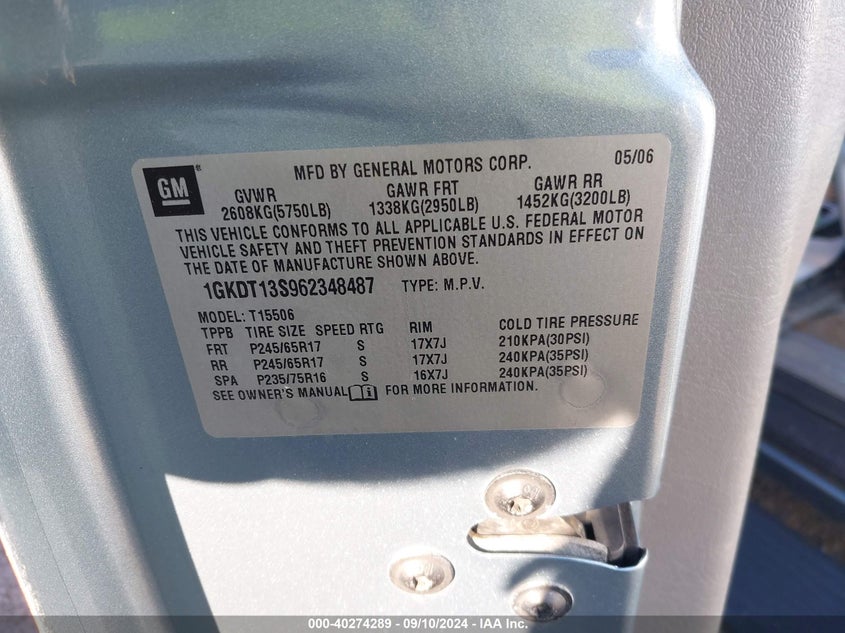 GM ®
MFD BY GENERAL MOTORS CORP. 05/06
GVWR GAWR FRT GAWR RR
2608KG(5750LB) 1338KG(2950LB) 1452KG(3200LB)
THIS VEHICLE CONFORMS TO ALL APPLICABLE U.S. FEDERAL MOTOR
VEHICLE SAFETY AND THEFT PREVENTION STANDARDS IN EFFECT ON
THE DATE OF MANUFACTURE SHOWN ABOVE.
1GKDT13S962348487 TYPE: M.P.V.
MODEL: T15506
TPPB TIRE SIZE SPEED RTG RIM COLD TIRE PRESSURE
FRT P245/65R17 S 17X7J 210KPA(30PSI)
RR P245/65R17 S 17X7J 240KPA(35PSI)
SPA P235/75R16 S 16X7J 240KPA(35PSI)
SEE OWNER'S MANUAL i FOR MORE INFORMATION.
000-40274289 - 09/10/2024 - IAA Inc.